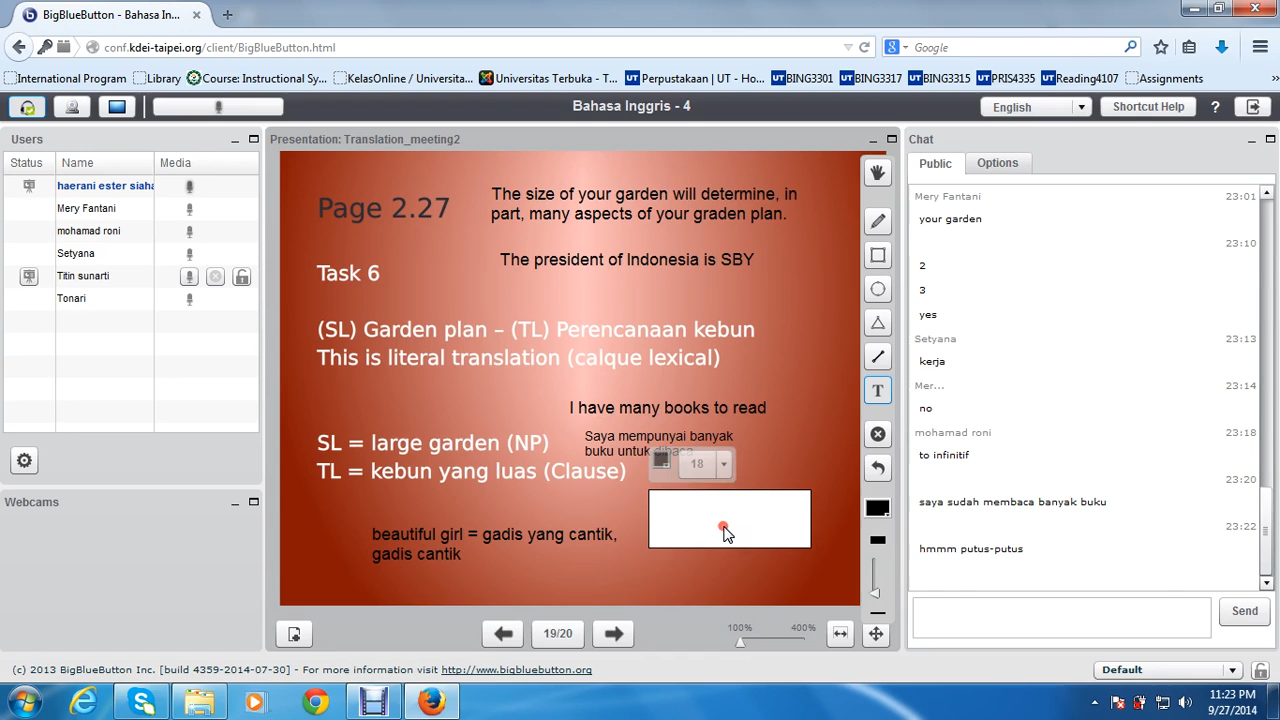 BigBlueButton - Bahasa In...
conf.kdei-taipei.org/client/BigBlueButton.html
Google
International Program
Library
Course: Instructional Sy...
KelasOnline / Universita...
Universitas Terbuka - T...
UT Perpustakaan | UT - Ho...
UT BING3301
UT BING3317
UT BING3315
UT PRIS4335
UT Reading4107
Assignments
Bahasa Inggris - 4
English
Shortcut Help
?
Users
Status Name Media
haerani ester siaha
Mery Fantani
mohamad roni
Setyana
Titin sunarti
Tonari
Webcams
Presentation: Translation_meeting2
Page 2.27
The size of your garden will determine, in
part, many aspects of your graden plan.
The president of Indonesia is SBY
Task 6
(SL) Garden plan – (TL) Perencanaan kebun
This is literal translation (calque lexical)
I have many books to read
Saya mempunyai banyak
buku untuk dibaca
SL = large garden (NP)
TL = kebun yang luas (Clause)
18
beautiful girl = gadis yang cantik,
gadis cantik
T
19/20
100% 400%
Chat
Public Options
Mery Fantani 23:01
your garden
23:10
2
3
yes
Setyana 23:13
kerja
Mer... 23:14
no
mohamad roni 23:18
to infinitif
23:20
saya sudah membaca banyak buku
23:22
hmmm putus-putus
Send
(c) 2013 BigBlueButton Inc. [build 4359-2014-07-30] - For more information visit http://www.bigbluebutton.org
Default
11:23 PM
9/27/2014